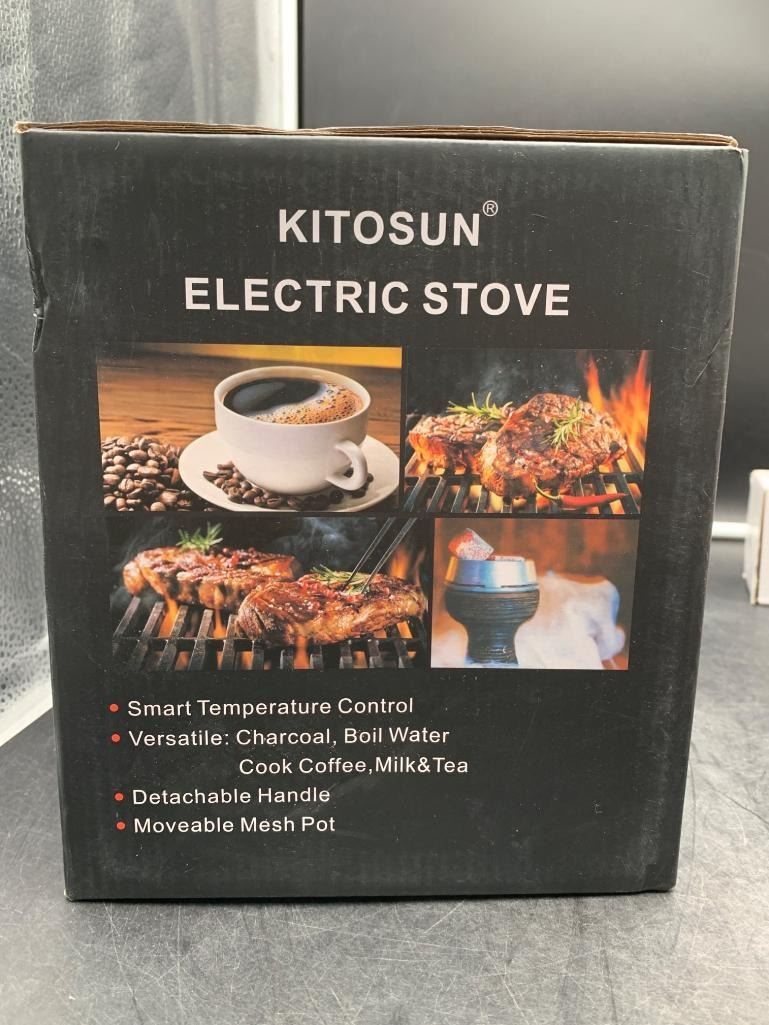 KITOSUN®
ELECTRIC STOVE
• Smart Temperature Control
• Versatile: Charcoal, Boil Water
Cook Coffee,Milk&Tea
• Detachable Handle
• Moveable Mesh Pot